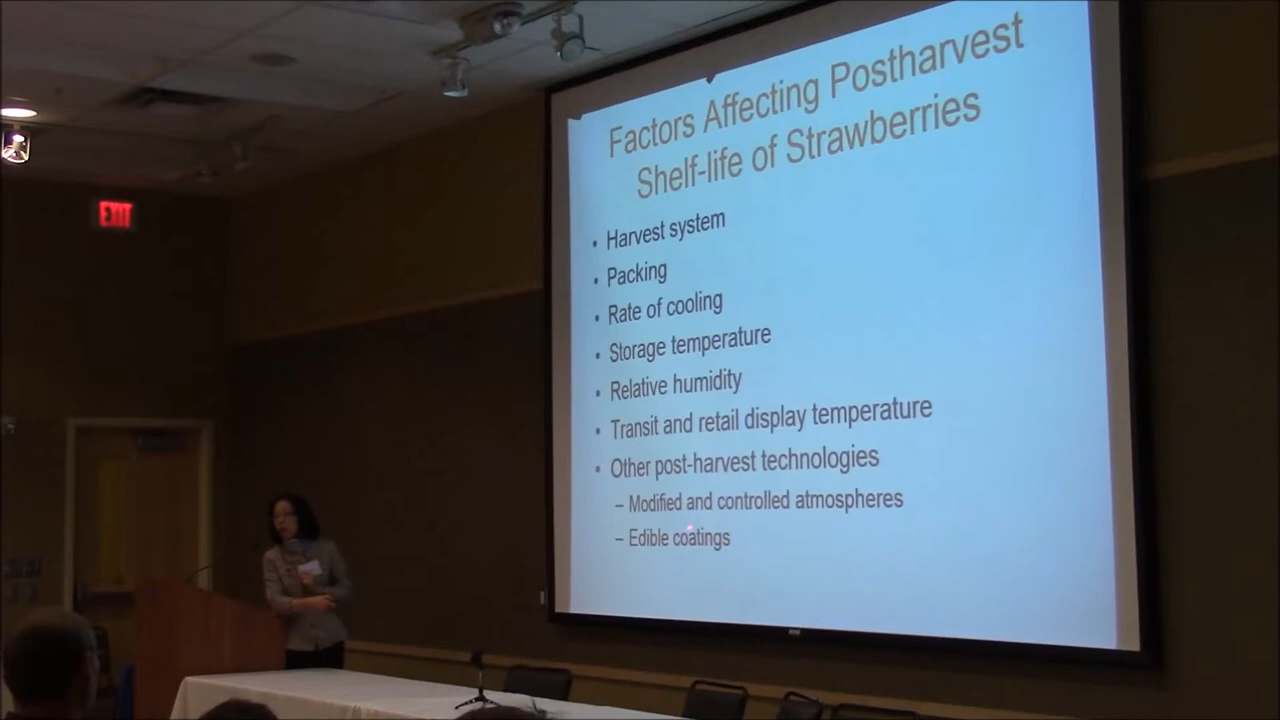 EXIT
Factors Affecting Postharvest
Shelf-life of Strawberries
• Harvest system
• Packing
• Rate of cooling
• Storage temperature
• Relative humidity
• Transit and retail display temperature
• Other post-harvest technologies
– Modified and controlled atmospheres
– Edible coatings